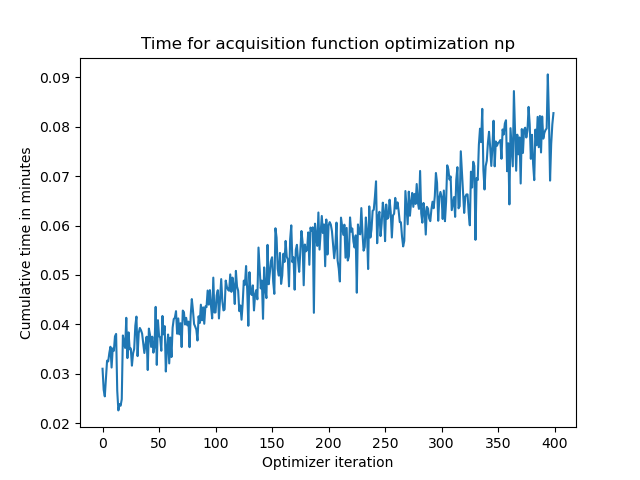 Time for acquisition function optimization np
Cumulative time in minutes
0.09
0.08
0.07
0.06
0.05
0.04
0.03
0.02
0 50 100 150 200 250 300 350 400
Optimizer iteration